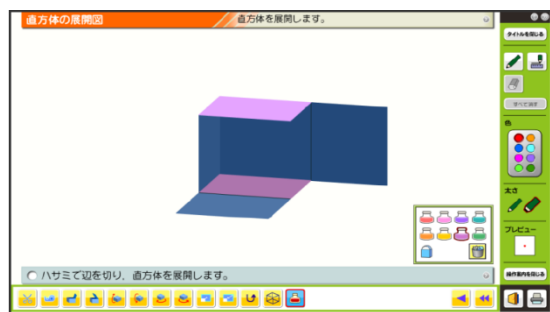 直方体の展開図
直方体を展開します。
タイトルを閉じる
すべて消す
色
太さ
プレビュー
ハサミで辺を切り、直方体を展開します。
操作案内を閉じる